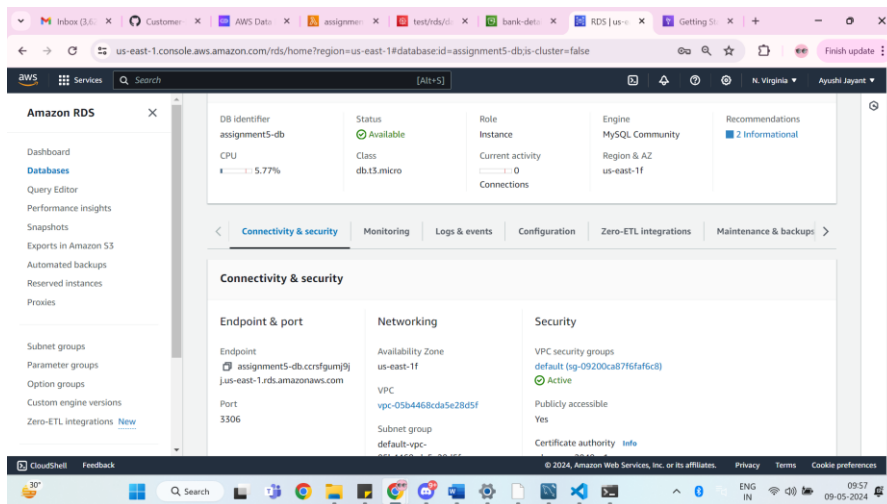 Inbox (3,6
Customer
AWS Data
assignmen
test/rds/d
bank-deta
RDS | us-e
Getting St
us-east-1.console.aws.amazon.com/rds/home?region=us-east-1#database:id=assignment5-db;is-cluster=false
Finish update
aws
Services
Search
[Alt+S]
N. Virginia
Ayushi Jayant
Amazon RDS
Dashboard
Databases
Query Editor
Performance insights
Snapshots
Exports in Amazon S3
Automated backups
Reserved instances
Proxies
Subnet groups
Parameter groups
Option groups
Custom engine versions
Zero-ETL integrations New
DB identifier
assignment5-db
Status
Available
Role
Instance
Engine
MySQL Community
Recommendations
2 Informational
CPU
5.77%
Class
db.t3.micro
Current activity
0
Connections
Region & AZ
us-east-1f
Connectivity & security
Monitoring
Logs & events
Configuration
Zero-ETL integrations
Maintenance & backups
Connectivity & security
Endpoint & port
Endpoint
assignment5-db.ccrsfgumj9j
j.us-east-1.rds.amazonaws.com
Port
3306
Networking
Availability Zone
us-east-1f
VPC
vpc-05b4468cda5e28d5f
Subnet group
default-vpc-
Security
VPC security groups
default (sg-09200ca87f6faf6c8)
Active
Publicly accessible
Yes
Certificate authority Info
CloudShell
Feedback
© 2024, Amazon Web Services, Inc. or its affiliates.
Privacy
Terms
Cookie preferences
30°
Search
ENG
IN
09:57
09-05-2024